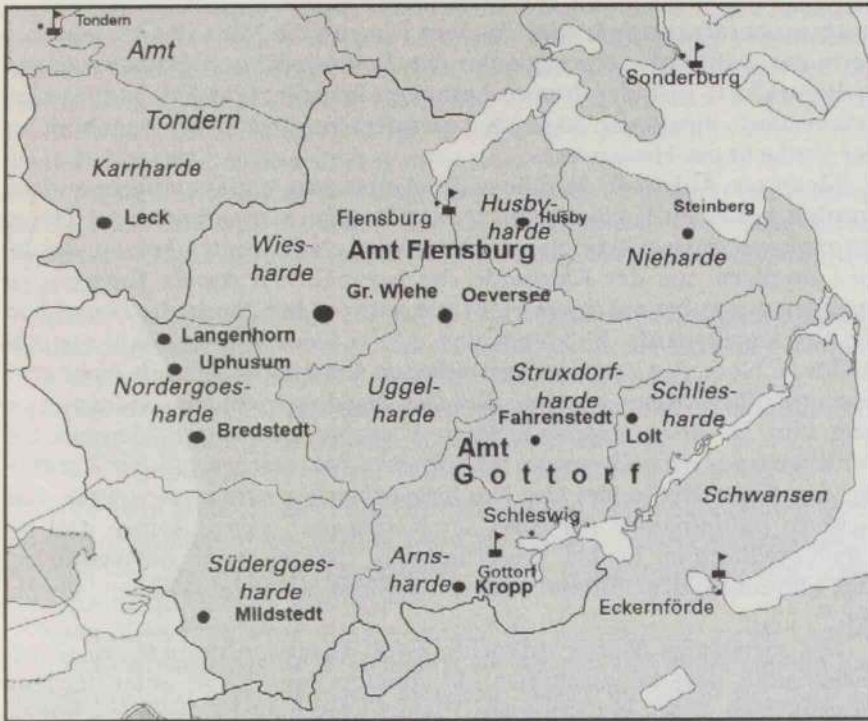 Tondern
Amt
Tondern
Sonderburg
Karrharde
Leck
Flensburg
Husby-
harde
Husby
Steinberg
Nieharde
Wies-
harde
Amt Flensburg
Gr. Wiehe
Oeversee
Langenhorn
Uphusum
Nordergoes-
harde
Bredstedt
Uggel-
harde
Struxdorf-
harde
Fahrenstedt
Schlies-
harde
Lolt
Amt
Gottorf
Schwansen
Schleswig
Gottorf
Arns-
harde
Kropp
Südergoes-
harde
Mildstedt
Eckernförde